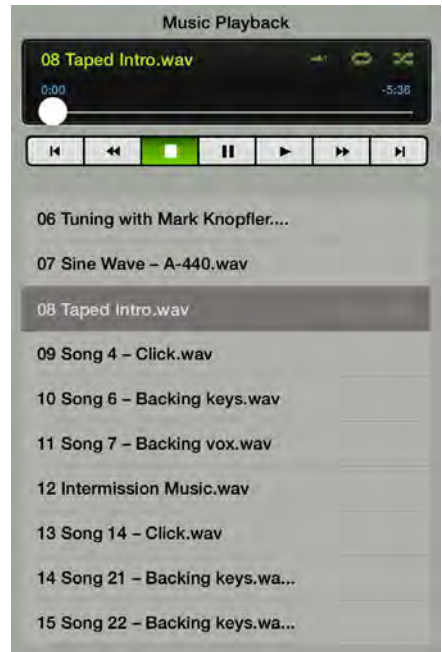 Music Playback
08 Taped Intro.wav
0:00 -5:36
06 Tuning with Mark Knopfler....
07 Sine Wave – A-440.wav
08 Taped Intro.wav
09 Song 4 – Click.wav
10 Song 6 – Backing keys.wav
11 Song 7 – Backing vox.wav
12 Intermission Music.wav
13 Song 14 – Click.wav
14 Song 21 – Backing keys.wa...
15 Song 22 – Backing keys.wa...